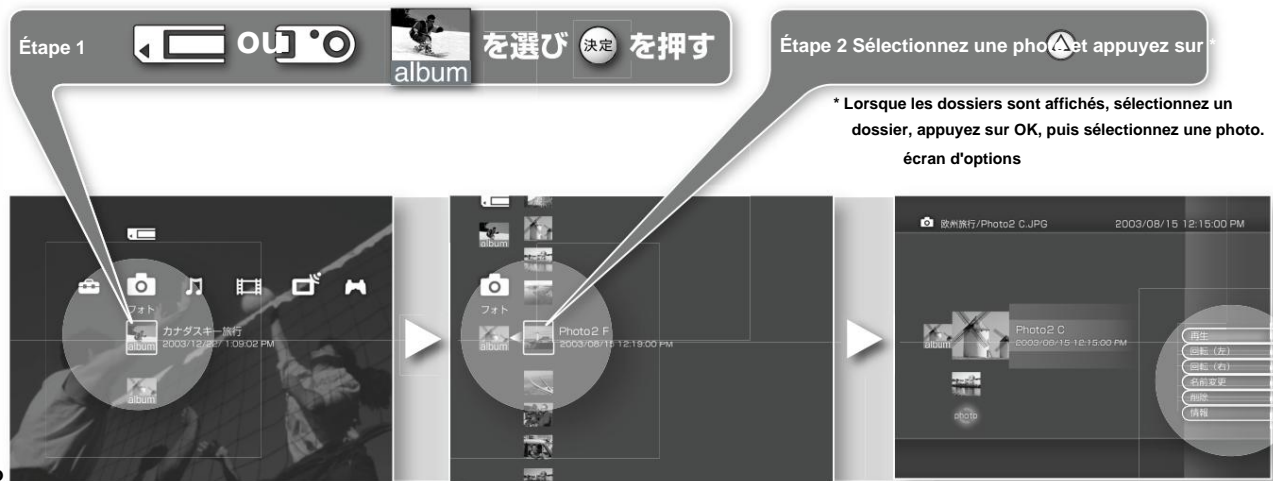 Étape 1
ou
album
を選び 決定 を押す
Étape 2 Sélectionnez une photo et appuyez sur *
* Lorsque les dossiers sont affichés, sélectionnez un
dossier, appuyez sur OK, puis sélectionnez une photo.
écran d'options
フォト
カナダスキー旅行
2003/12/22/ 1:09:02 PM
album
album
album
フォト
album
Photo2 F
2003/08/15 12:19:00 PM
欧州旅行/Photo2 C.JPG
2003/08/15 12:15:00 PM
album
Photo2 C
2003/08/15 12:15:00 PM
photo
再生
回転(左)
回転(右)
名前変更
削除
情報